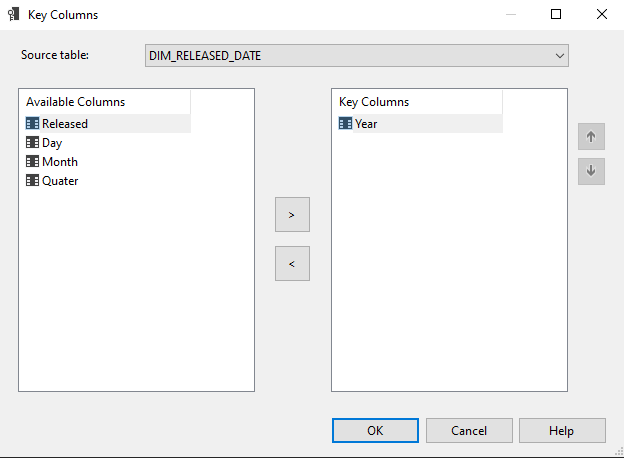 Key Columns
Source table: DIM_RELEASED_DATE
Available Columns
Released
Day
Month
Quater
>
<
Key Columns
Year
OK Cancel Help